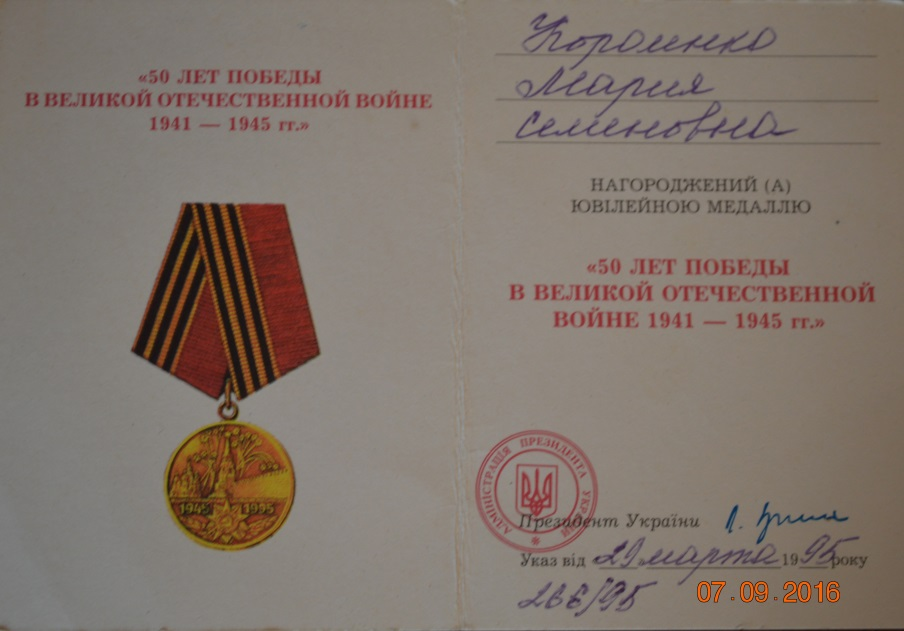 «50 ЛЕТ ПОБЕДЫ
В ВЕЛИКОЙ ОТЕЧЕСТВЕННОЙ ВОЙНЕ
1941 — 1945 гг.»
1945 1995
Мария
Семеновна
НАГОРОДЖЕНИЙ (А)
ЮВІЛЕЙНОЮ МЕДАЛЛЮ
«50 ЛЕТ ПОБЕДЫ
В ВЕЛИКОЙ ОТЕЧЕСТВЕННОЙ
ВОЙНЕ 1941 — 1945 гг.»
АДМІНІСТРАЦІЯ ПРЕЗИДЕНТА УКРАЇНИ
Президент України
Указ від 29 марта 1995 року
266/95
07.09.2016